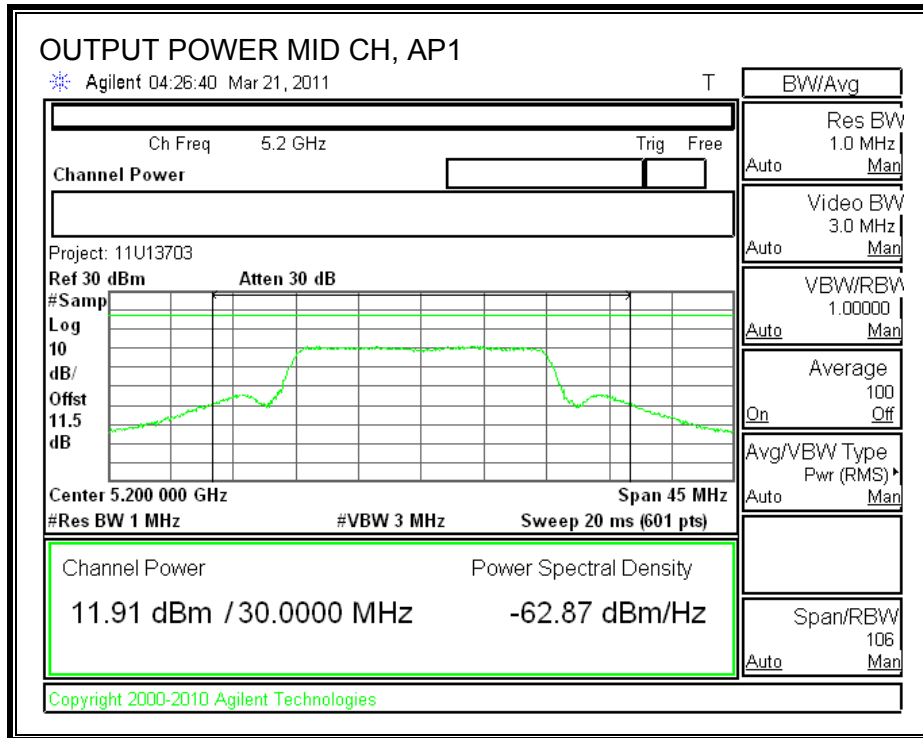 OUTPUT POWER MID CH, AP1
Agilent 04:26:40 Mar 21, 2011 T
Ch Freq 5.2 GHz Trig Free
Channel Power
Project: 11U13703
Ref 30 dBm Atten 30 dB
#Samp
Log
10
dB/
Offst
11.5
dB
Center 5.200 000 GHz Span 45 MHz
#Res BW 1 MHz #VBW 3 MHz Sweep 20 ms (601 pts)
Channel Power Power Spectral Density
11.91 dBm / 30.0000 MHz -62.87 dBm/Hz
Copyright 2000-2010 Agilent Technologies
BW/Avg
Res BW
1.0 MHz
Auto Man
Video BW
3.0 MHz
Auto Man
VBW/RBW
1.00000
Auto Man
Average
100
On Off
Avg/VBW Type
Pwr (RMS)
Auto Man
Span/RBW
106
Auto Man